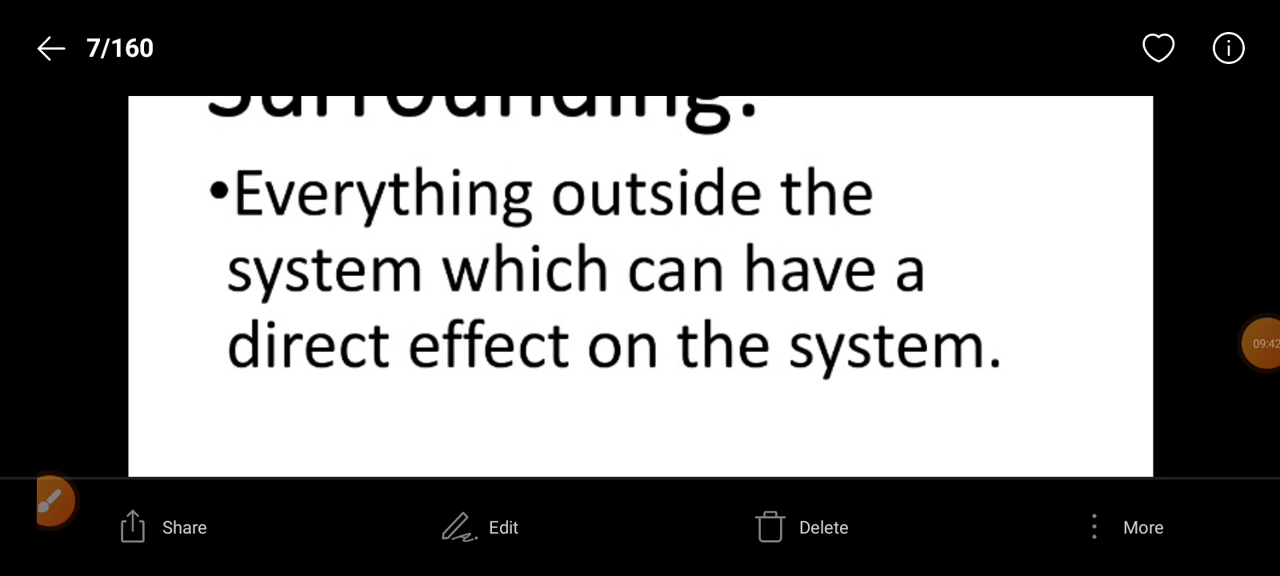 7/160
Surrounding:
•Everything outside the
system which can have a
direct effect on the system.
09:42
Share
Edit
Delete
More